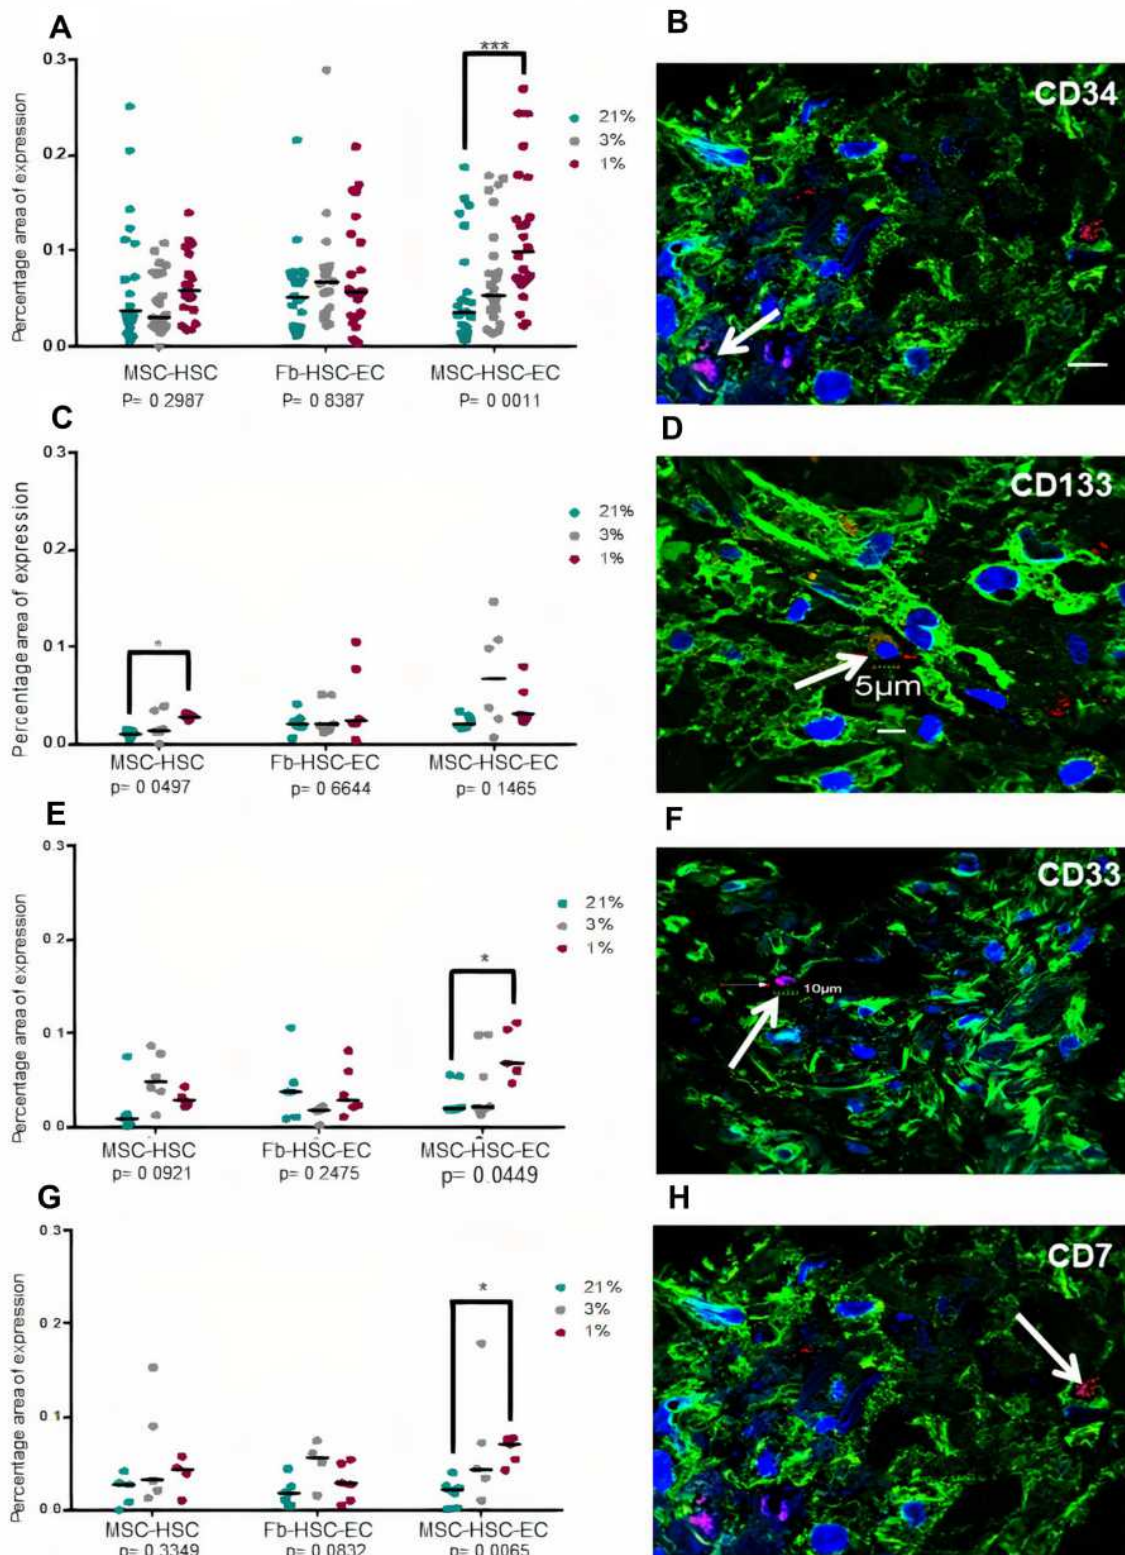 A
0.3
0.2
0.1
0.0
Percentage area of expression
***
21%
3%
1%
MSC-HSC
Fb-HSC-EC
MSC-HSC-EC
P= 0 2987
P= 0 8387
P= 0 0011
B
CD34
C
0.3
0.2
0.1
0.0
Percentage area of expression
*
21%
3%
1%
MSC-HSC
Fb-HSC-EC
MSC-HSC-EC
p= 0 0497
p= 0 6644
p= 0 1465
D
CD133
5µm
E
0.3
0.2
0.1
0 0
Percentage area of expression
*
21%
3%
1%
MSC-HSC
Fb-HSC-EC
MSC-HSC-EC
p= 0 0921
p= 0.2475
p= 0.0449
F
CD33
10µm
G
0.3
0.2
0 1
0.0
Percentage area of expression
*
21%
3%
1%
MSC-HSC
Fb-HSC-EC
MSC-HSC-EC
p= 0.3349
p= 0.0832
p= 0.0065
H
CD7